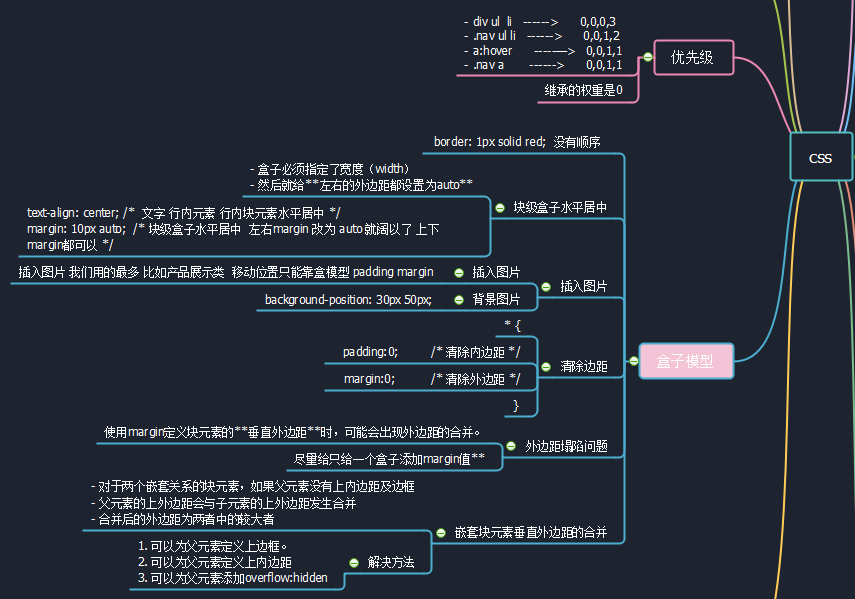 - div ul li ------> 0,0,0,3
- .nav ul li ------> 0,0,1,2
- a:hover -----—> 0,0,1,1
- .nav a ------> 0,0,1,1
优先级
继承的权重是0
CSS
border: 1px solid red; 没有顺序
- 盒子必须指定了宽度（width）
- 然后就给**左右的外边距都设置为auto**
块级盒子水平居中
text-align: center; /* 文字 行内元素 行内块元素水平居中 */
margin: 10px auto; /* 块级盒子水平居中 左右margin 改为 auto 就阔以了 上下
margin都可以 */
插入图片 我们用的最多 比如产品展示类 移动位置只能靠盒模型 padding margin
插入图片
插入图片
background-position: 30px 50px;
背景图片
* {
padding:0; /* 清除内边距 */
清除边距
盒子模型
margin:0; /* 清除外边距 */
}
使用margin定义块元素的**垂直外边距**时，可能会出现外边距的合并。
外边距塌陷问题
尽量给只给一个盒子添加margin值**
- 对于两个嵌套关系的块元素，如果父元素没有上内边距及边框
- 父元素的上外边距会与子元素的上外边距发生合并
- 合并后的外边距为两者中的较大者
嵌套块元素垂直外边距的合并
1. 可以为父元素定义上边框。
2. 可以为父元素定义上内边距
3. 可以为父元素添加overflow:hidden
解决方法